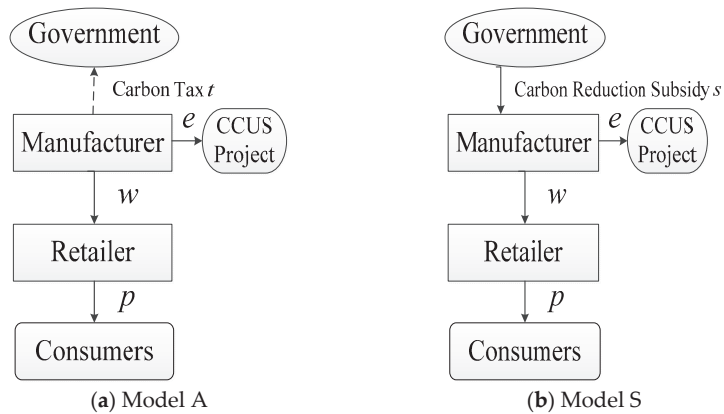 Government
Carbon Tax t
Manufacturer
e
CCUS
Project
w
Retailer
p
Consumers
(a) Model A
Government
Carbon Reduction Subsidy s
Manufacturer
e
CCUS
Project
w
Retailer
p
Consumers
(b) Model S